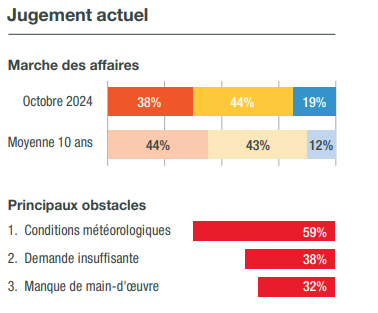 Jugement actuel
Marche des affaires
Octobre 2024 38% 44% 19%
Moyenne 10 ans 44% 43% 12%
Principaux obstacles
1. Conditions météorologiques 59%
2. Demande insuffisante 38%
3. Manque de main-d'œuvre 32%